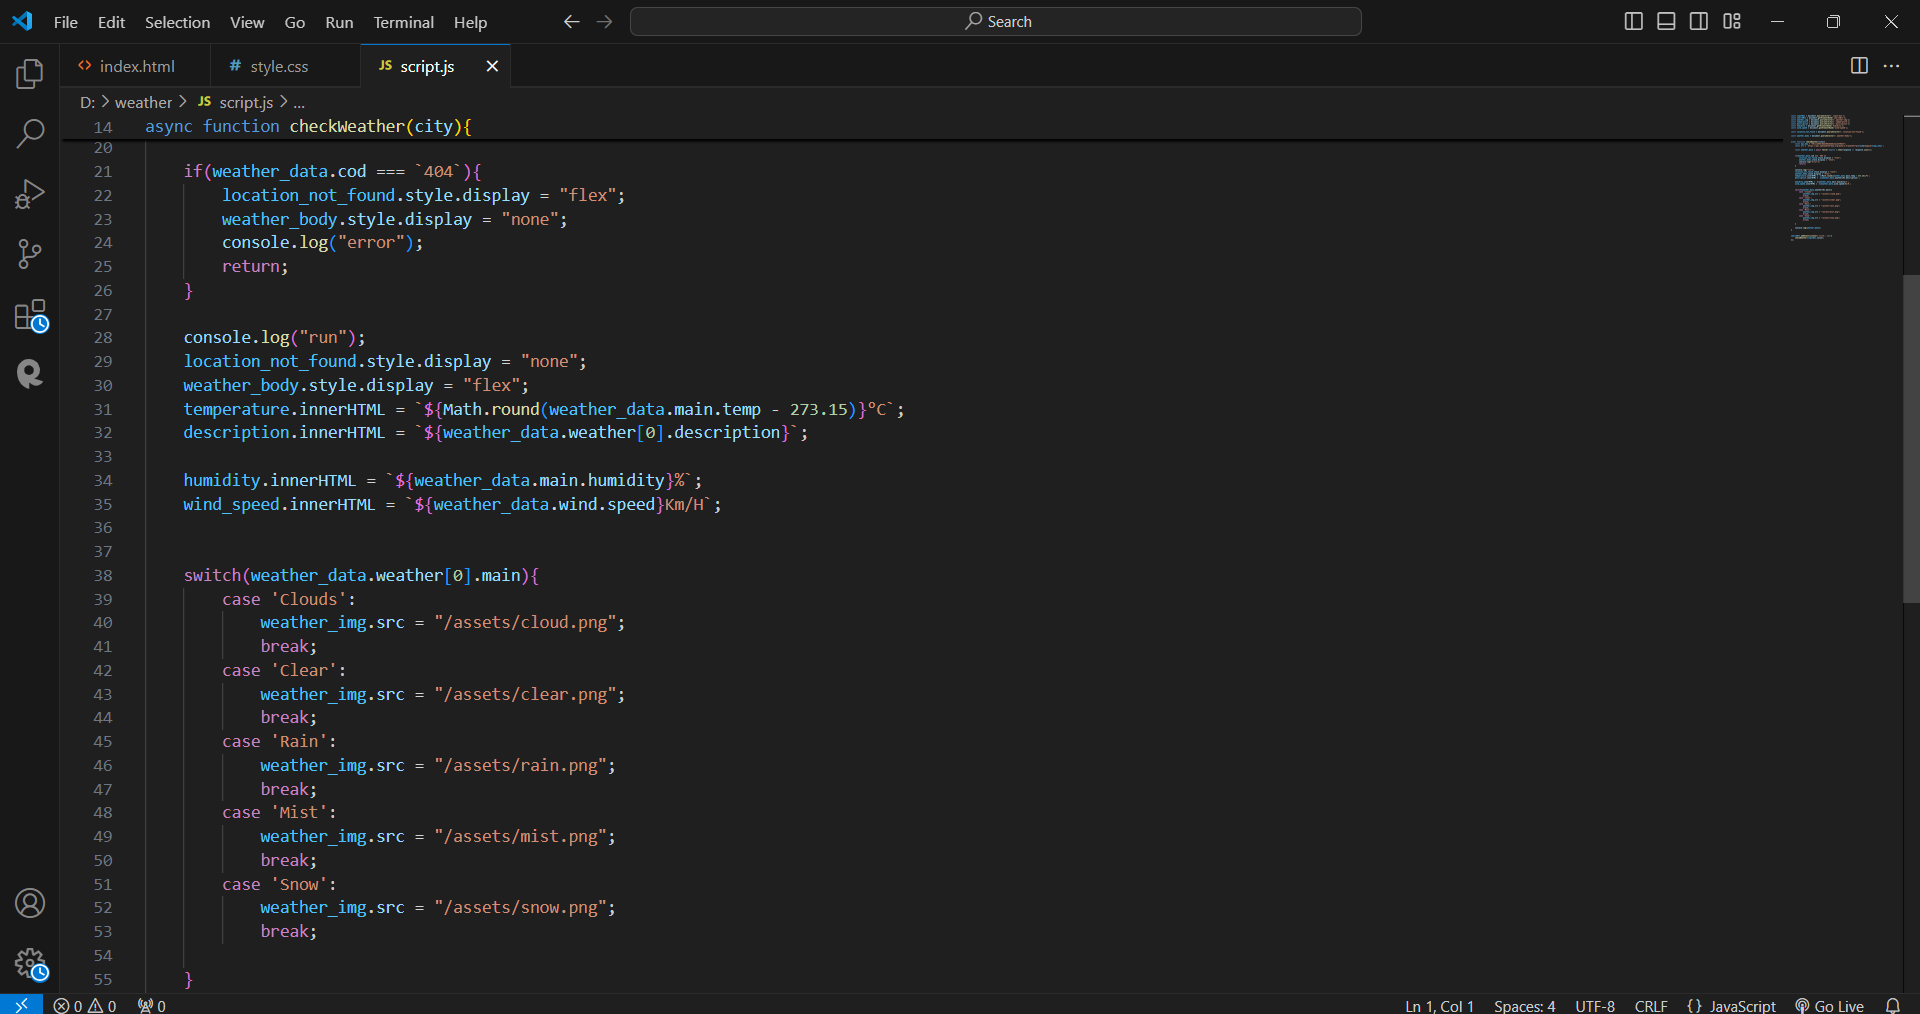 File Edit Selection View Go Run Terminal Help
Search
index.html
# style.css
JS script.js
D: > weather > JS script.js > ...
14 async function checkWeather(city){
20
21 if(weather_data.cod === `404`){
22 location_not_found.style.display = "flex";
23 weather_body.style.display = "none";
24 console.log("error");
25 return;
26 }
27
28 console.log("run");
29 location_not_found.style.display = "none";
30 weather_body.style.display = "flex";
31 temperature.innerHTML = `${Math.round(weather_data.main.temp - 273.15)}°C`;
32 description.innerHTML = `${weather_data.weather[0].description}`;
33
34 humidity.innerHTML = `${weather_data.main.humidity}%`;
35 wind_speed.innerHTML = `${weather_data.wind.speed}Km/H`;
36
37
38 switch(weather_data.weather[0].main){
39 case 'Clouds':
40 weather_img.src = "/assets/cloud.png";
41 break;
42 case 'Clear':
43 weather_img.src = "/assets/clear.png";
44 break;
45 case 'Rain':
46 weather_img.src = "/assets/rain.png";
47 break;
48 case 'Mist':
49 weather_img.src = "/assets/mist.png";
50 break;
51 case 'Snow':
52 weather_img.src = "/assets/snow.png";
53 break;
54
55 }
0 0 0
Ln 1, Col 1 Spaces: 4 UTF-8 CRLF {} JavaScript Go Live